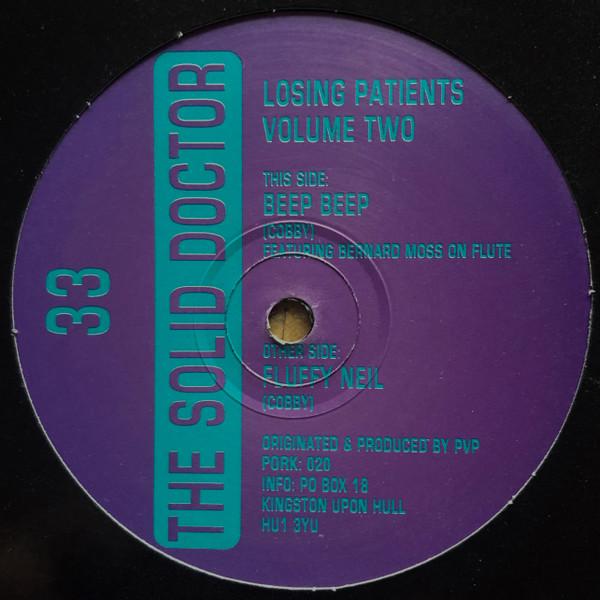 33
THE SOLID DOCTOR
LOSING PATIENTS
VOLUME TWO
THIS SIDE:
BEEP BEEP
(COBBY)
FEATURING BERNARD MOSS ON FLUTE
OTHER SIDE:
FLUFFY NEIL
(COBBY)
ORIGINATED & PRODUCED BY PVP
PORK: 020
INFO: PO BOX 18
KINGSTON UPON HULL
HU1 3YU